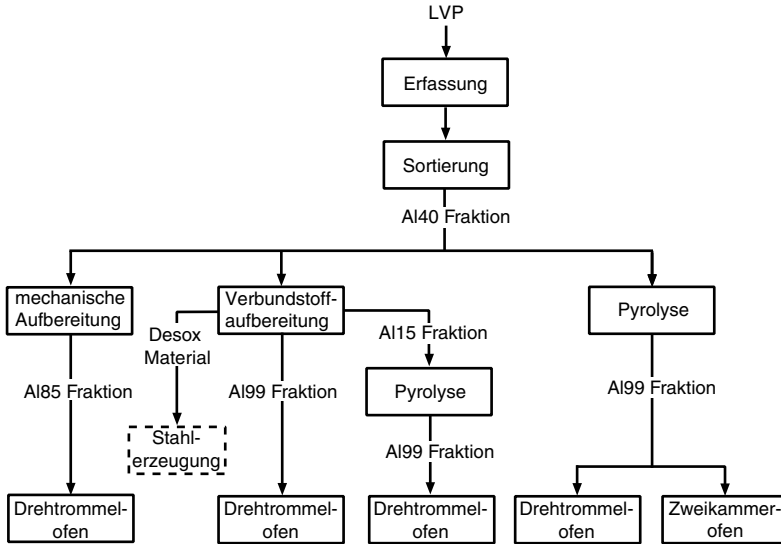 LVP
Erfassung
Sortierung
Al40 Fraktion
mechanische
Aufbereitung
Verbundstoff-
aufbereitung
Pyrolyse
Desox
Material
Al15 Fraktion
Al85 Fraktion
Al99 Fraktion
Pyrolyse
Al99 Fraktion
Stahl-
erzeugung
Al99 Fraktion
Drehtrommel-
ofen
Drehtrommel-
ofen
Drehtrommel-
ofen
Drehtrommel-
ofen
Zweikammer-
ofen